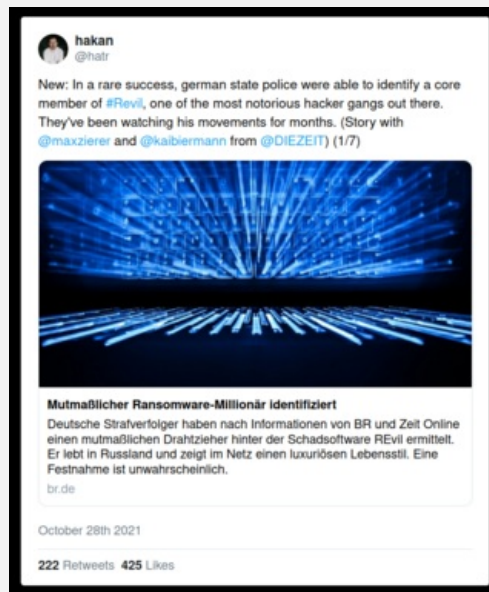 hakan
@hatr
New: In a rare success, german state police were able to identify a core
member of #Revil, one of the most notorious hacker gangs out there.
They've been watching his movements for months. (Story with
@maxzierer and @kaibiermann from @DIEZEIT) (1/7)
Mutmaßlicher Ransomware-Millionär identifiziert
Deutsche Strafverfolger haben nach Informationen von BR und Zeit Online
einen mutmaßlichen Drahtzieher hinter der Schadsoftware REvil ermittelt.
Er lebt in Russland und zeigt im Netz einen luxuriösen Lebensstil. Eine
Festnahme ist unwahrscheinlich.
br.de
October 28th 2021
222 Retweets 425 Likes